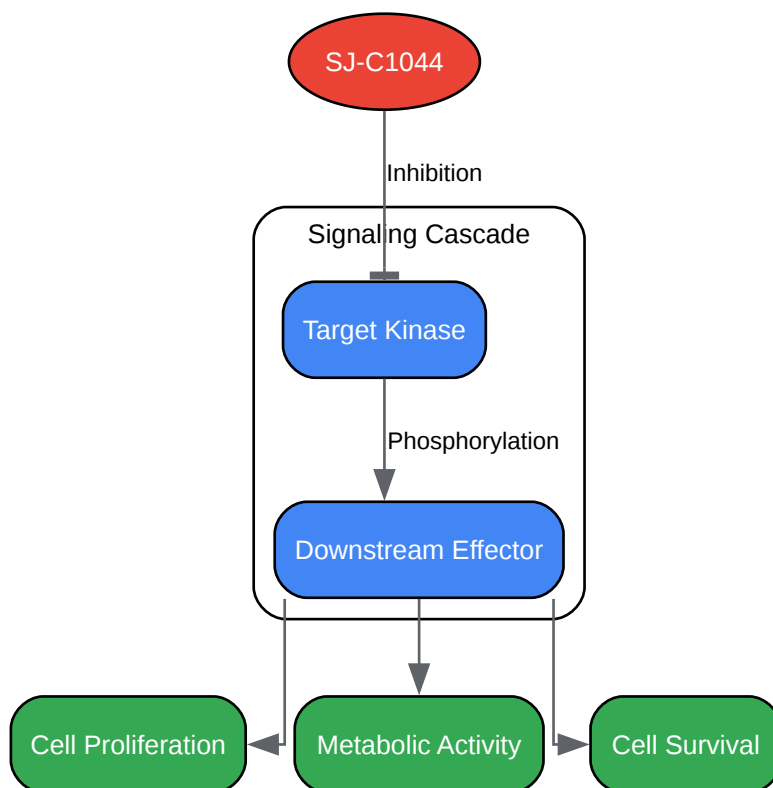 SJ-C1044
Inhibition
Signaling Cascade
Target Kinase
Phosphorylation
Downstream Effector
Cell Proliferation
Metabolic Activity
Cell Survival